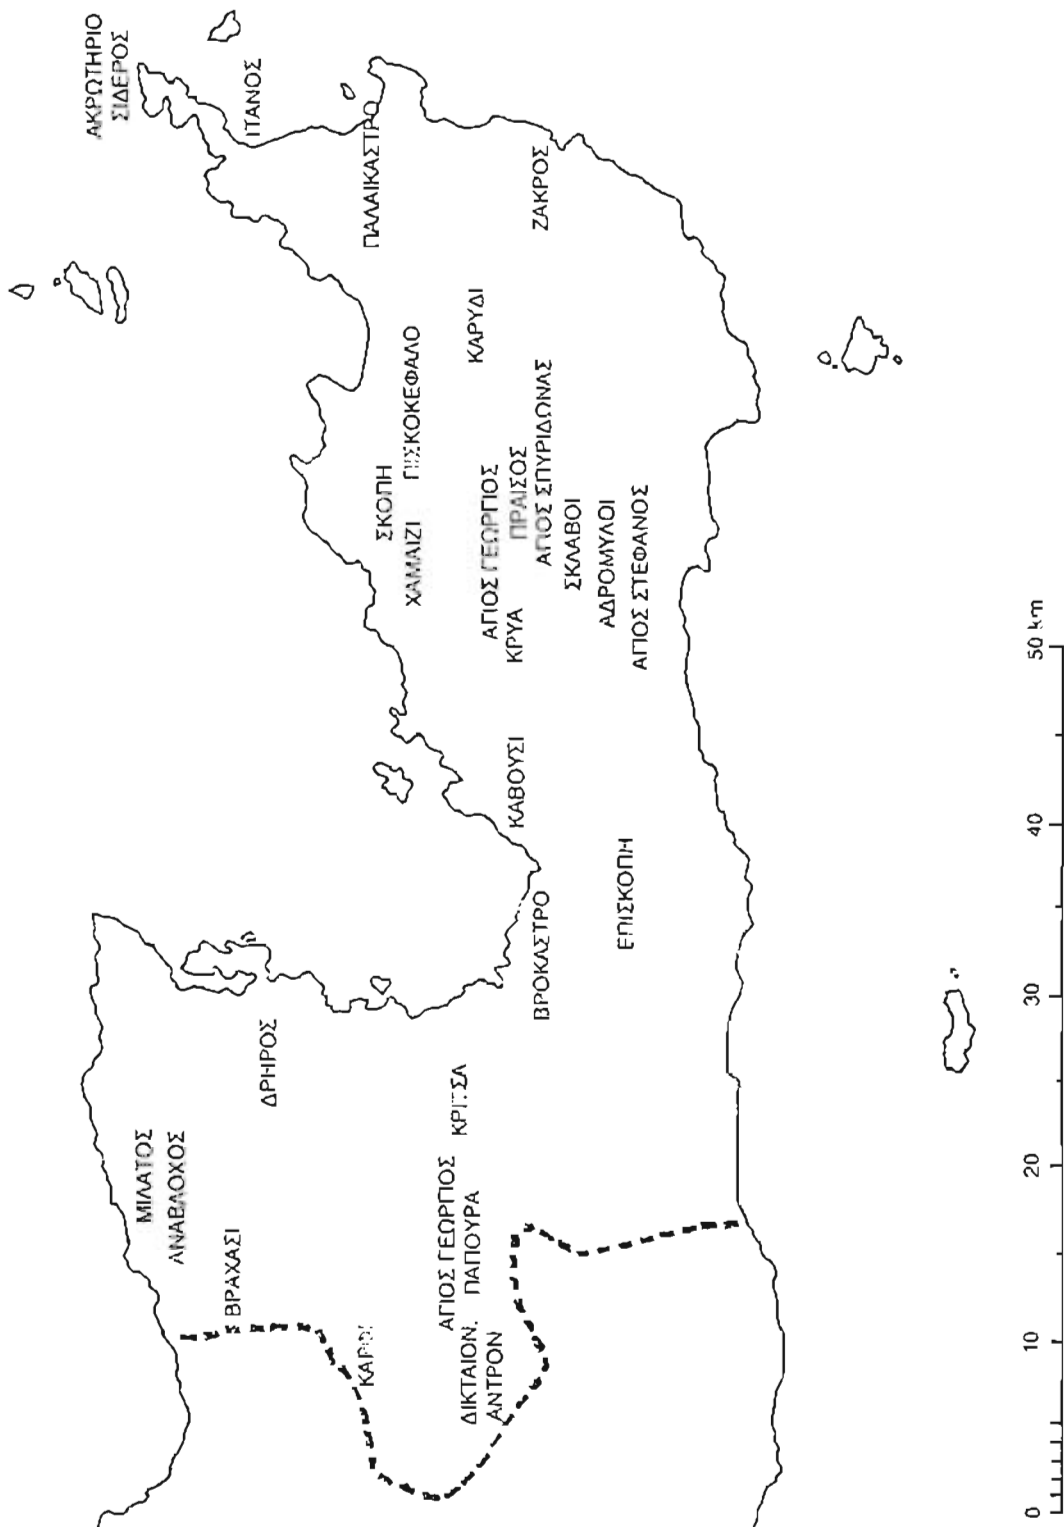 ΑΚΡΩΤΗΡΙΟ
ΣΙΔΕΡΟΣ
ΜΙΛΑΤΟΣ
ΑΝΑΒΛΟΧΟΣ
ΒΡΑΧΑΣΙ
ΙΤΑΝΟΣ
ΔΡΗΡΟΣ
ΚΑΡΦΙ
ΠΑΛΑΙΚΑΣΤΡΟ
ΣΚΟΠΗ
ΧΑΜΑΙΖΙ
ΠΙΣΚΟΚΕΦΑΛΟ
ΑΓΙΟΣ ΓΕΩΡΓΙΟΣ
ΠΑΠΟΥΡΑ
ΚΡΙΤΣΑ
ΔΙΚΤΑΙΟΝ
ΑΝΤΡΟΝ
ΚΑΡΥΔΙ
ΑΓΙΟΣ ΓΕΩΡΓΙΟΣ
ΚΡΥΑ
ΚΑΒΟΥΣΙ
ΠΡΑΙΣΟΣ
ΒΡΟΚΑΣΤΡΟ
ΖΑΚΡΟΣ
ΑΓΙΟΣ ΣΠΥΡΙΔΩΝΑΣ
ΣΚΛΑΒΟΙ
ΑΔΡΟΜΥΛΟΙ
ΕΠΙΣΚΟΠΗ
ΑΓΙΟΣ ΣΤΕΦΑΝΟΣ
0 10 20 30 40 50 km